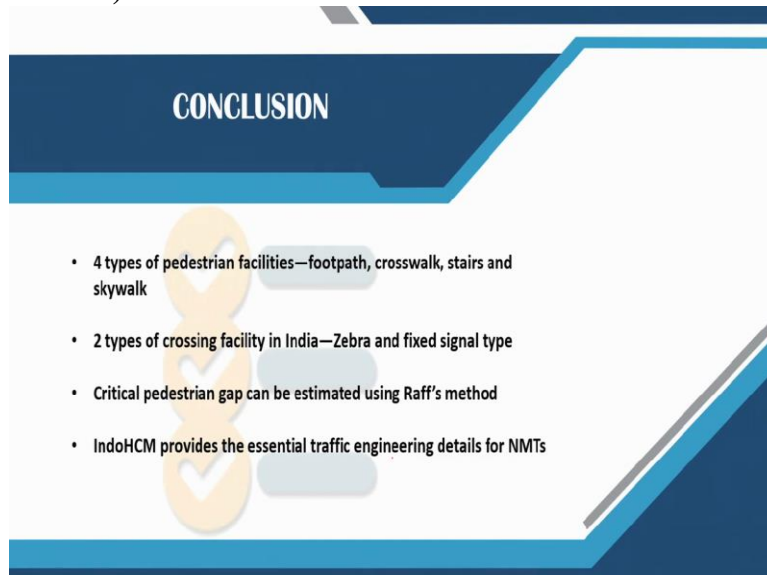 CONCLUSION
• 4 types of pedestrian facilities—footpath, crosswalk, stairs and
skywalk
• 2 types of crossing facility in India—Zebra and fixed signal type
• Critical pedestrian gap can be estimated using Raff's method
• IndoHCM provides the essential traffic engineering details for NMTs